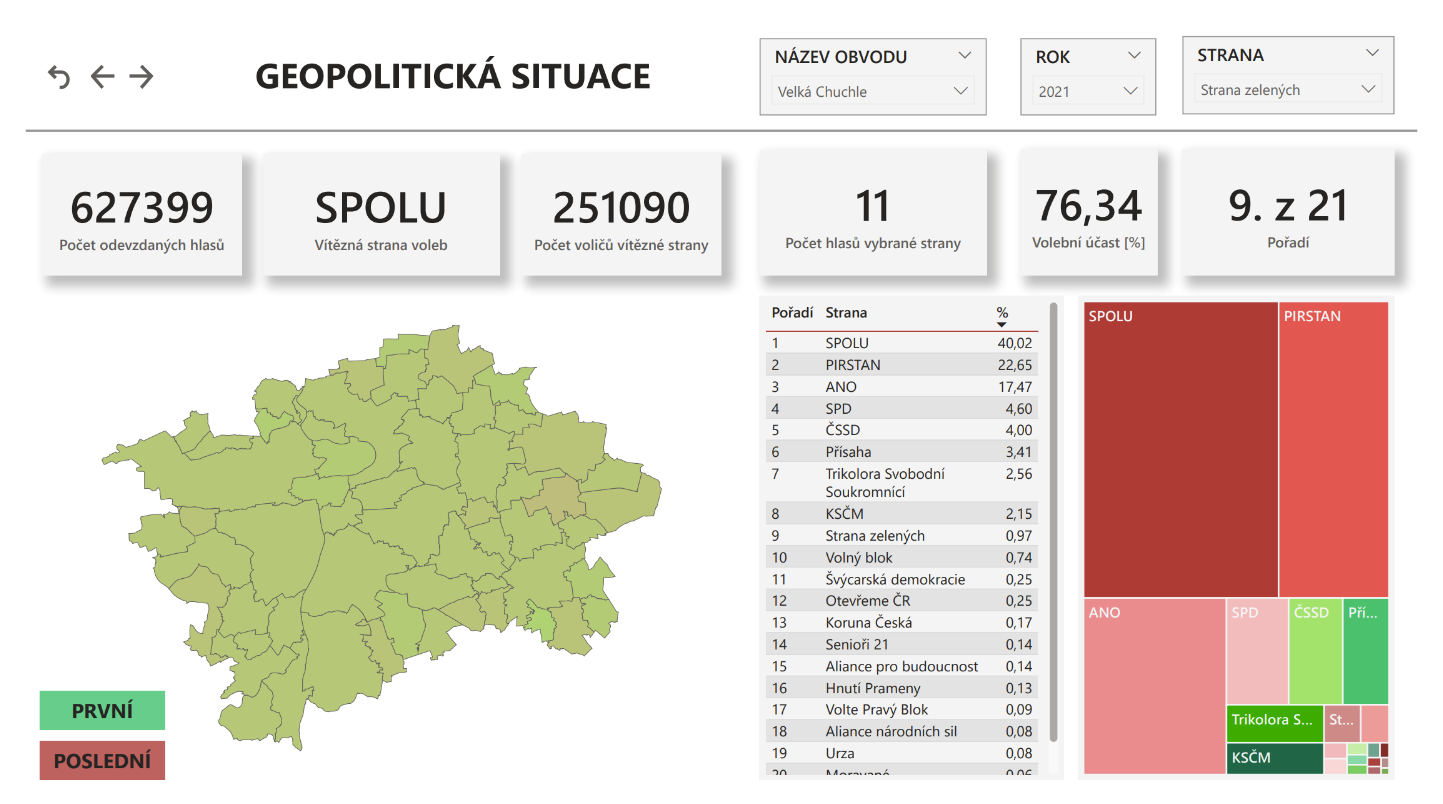 GEOPOLITICKÁ SITUACE
NÁZEV OBVODU
Velká Chuchle
ROK
2021
STRANA
Strana zelených
627399
Počet odevzdaných hlasů
SPOLU
Vítězná strana voleb
251090
Počet voličů vítězné strany
11
Počet hlasů vybrané strany
76,34
Volební účast [%]
9. z 21
Pořadí
PRVNÍ
POSLEDNÍ
Pořadí Strana %
1 SPOLU 40,02
2 PIRSTAN 22,65
3 ANO 17,47
4 SPD 4,60
5 ČSSD 4,00
6 Přísaha 3,41
7 Trikolora Svobodní 2,56
Soukromníci
8 KSČM 2,15
9 Strana zelených 0,97
10 Volný blok 0,74
11 Švýcarská demokracie 0,25
12 Otevřeme ČR 0,25
13 Koruna Česká 0,17
14 Senioři 21 0,14
15 Aliance pro budoucnost 0,14
16 Hnutí Prameny 0,13
17 Volte Pravý Blok 0,09
18 Aliance národních sil 0,08
19 Urza 0,08
20 Moravané 0,06
SPOLU
PIRSTAN
ANO
SPD
ČSSD
Pří...
Trikolora S...
St...
KSČM